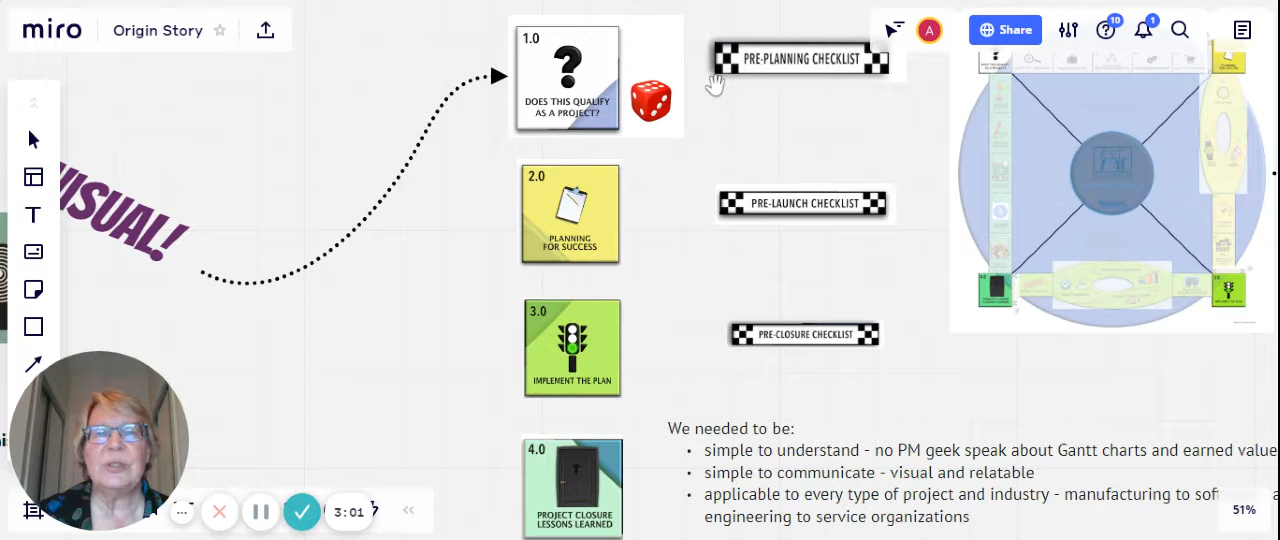 miro
Origin Story
Share
10
1
A
1.0
DOES THIS QUALIFY
AS A PROJECT?
PRE-PLANNING CHECKLIST
VISUAL!
2.0
PLANNING
FOR SUCCESS
PRE-LAUNCH CHECKLIST
3.0
IMPLEMENT THE PLAN
PRE-CLOSURE CHECKLIST
4.0
PROJECT CLOSURE
LESSONS LEARNED
We needed to be:
• simple to understand - no PM geek speak about Gantt charts and earned value
• simple to communicate - visual and relatable
• applicable to every type of project and industry - manufacturing to sof
engineering to service organizations
3:01
51%